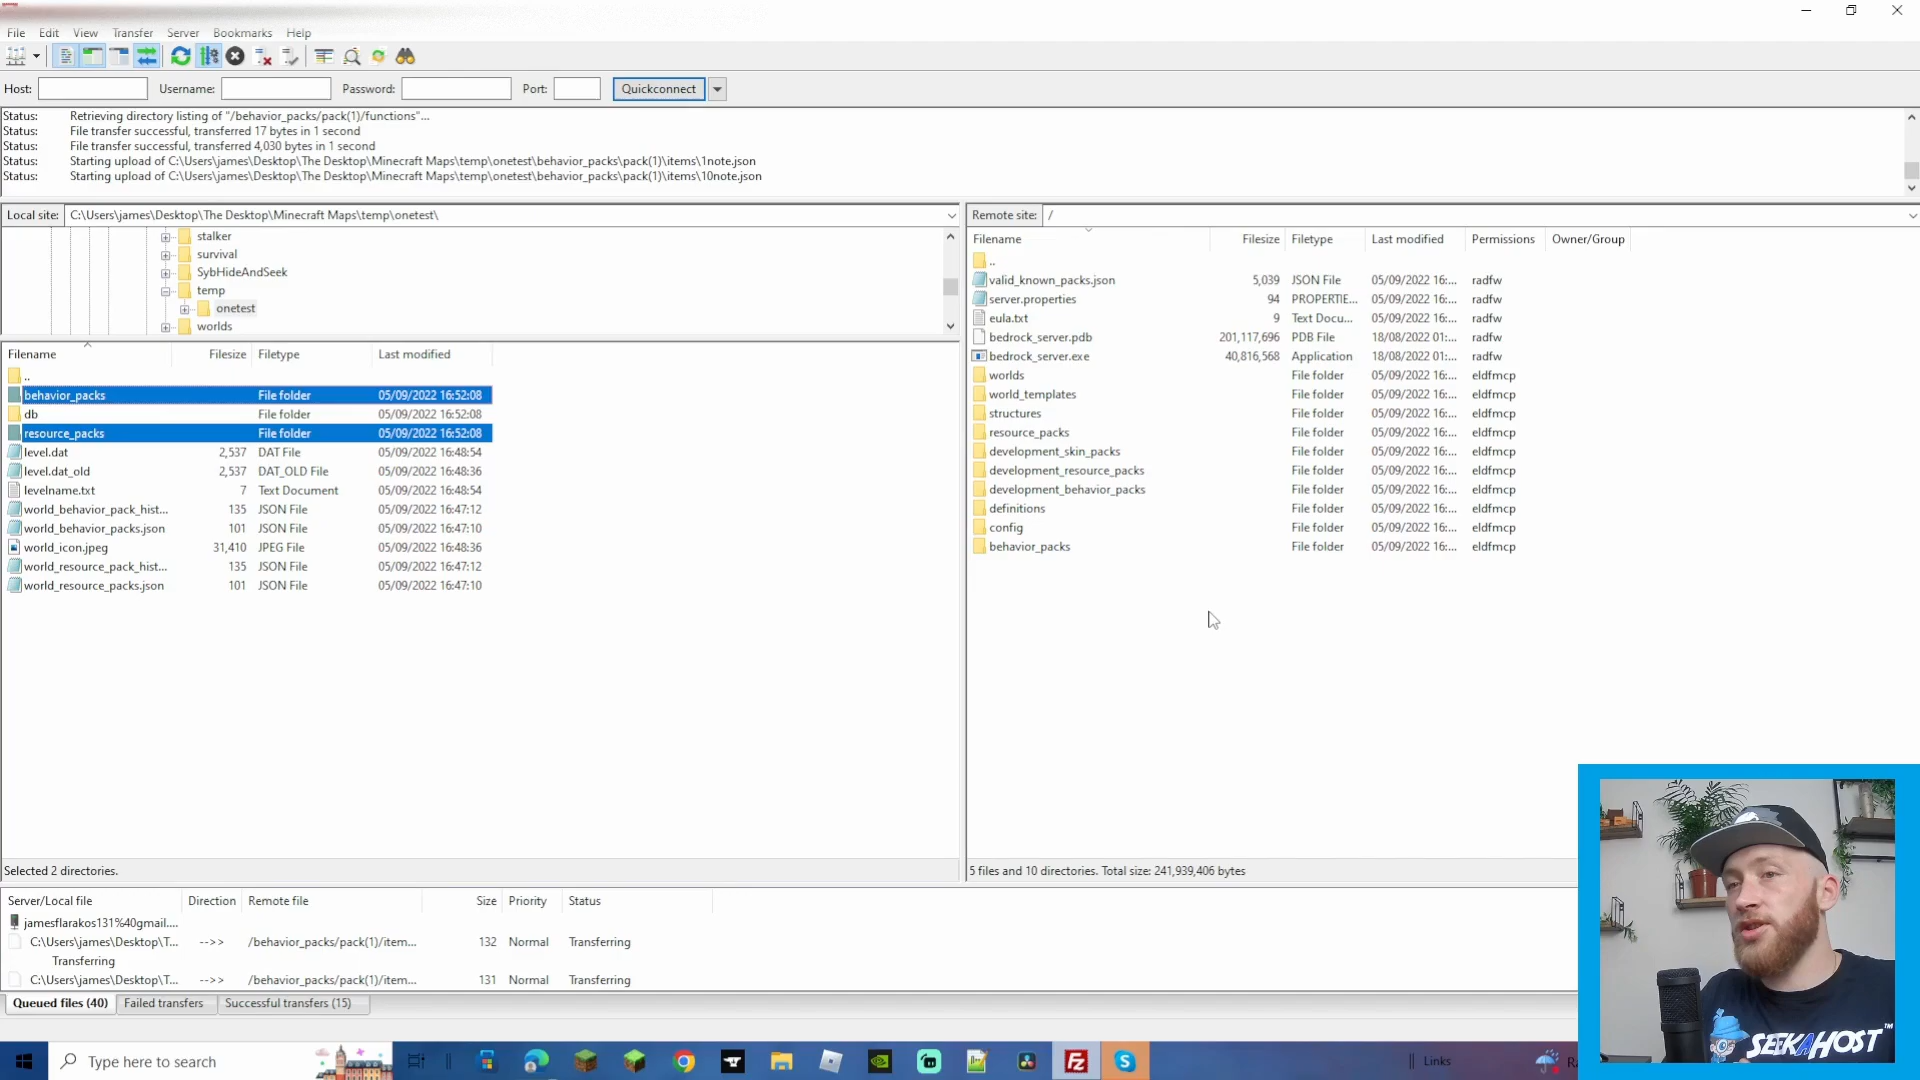 File Edit View Transfer Server Bookmarks Help
Host: Username: Password: Port: Quickconnect
Status: Retrieving directory listing of "/behavior_packs/pack(1)/functions"...
Status: File transfer successful, transferred 17 bytes in 1 second
Status: File transfer successful, transferred 4,030 bytes in 1 second
Status: Starting upload of C:\Users\james\Desktop\The Desktop\Minecraft Maps\temp\onetest\behavior_packs\pack(1)\items\1note.json
Status: Starting upload of C:\Users\james\Desktop\The Desktop\Minecraft Maps\temp\onetest\behavior_packs\pack(1)\items\10note.json
Local site: C:\Users\james\Desktop\The Desktop\Minecraft Maps\temp\onetest\
stalker
survival
SybHideAndSeek
temp
onetest
worlds
Filename Filesize Filetype Last modified
..
behavior_packs File folder 05/09/2022 16:52:08
db File folder 05/09/2022 16:52:08
resource_packs File folder 05/09/2022 16:52:08
level.dat 2,537 DAT File 05/09/2022 16:48:54
level.dat_old 2,537 DAT_OLD File 05/09/2022 16:48:36
levelname.txt 7 Text Document 05/09/2022 16:48:54
world_behavior_pack_hist... 135 JSON File 05/09/2022 16:47:12
world_behavior_packs.json 101 JSON File 05/09/2022 16:47:10
world_icon.jpeg 31,410 JPEG File 05/09/2022 16:48:36
world_resource_pack_hist... 135 JSON File 05/09/2022 16:47:12
world_resource_packs.json 101 JSON File 05/09/2022 16:47:10
Selected 2 directories.
Remote site: /
Filename Filesize Filetype Last modified Permissions Owner/Group
..
valid_known_packs.json 5,039 JSON File 05/09/2022 16:... radfw
server.properties 94 PROPERTIE... 05/09/2022 16:... radfw
eula.txt 9 Text Docu... 05/09/2022 16:... radfw
bedrock_server.pdb 201,117,696 PDB File 18/08/2022 01:... radfw
bedrock_server.exe 40,816,568 Application 18/08/2022 01:... radfw
worlds File folder 05/09/2022 16:... eldfmcp
world_templates File folder 05/09/2022 16:... eldfmcp
structures File folder 05/09/2022 16:... eldfmcp
resource_packs File folder 05/09/2022 16:... eldfmcp
development_skin_packs File folder 05/09/2022 16:... eldfmcp
development_resource_packs File folder 05/09/2022 16:... eldfmcp
development_behavior_packs File folder 05/09/2022 16:... eldfmcp
definitions File folder 05/09/2022 16:... eldfmcp
config File folder 05/09/2022 16:... eldfmcp
behavior_packs File folder 05/09/2022 16:... eldfmcp
5 files and 10 directories. Total size: 241,939,406 bytes
Server/Local file Direction Remote file Size Priority Status
jamesflarakos131%40gmail....
C:\Users\james\Desktop\T... -->> /behavior_packs/pack(1)/item... 132 Normal Transferring
Transferring
C:\Users\james\Desktop\T... -->> /behavior_packs/pack(1)/item... 131 Normal Transferring
Queued files (40) Failed transfers Successful transfers (15)
SEEKAHOST™
Type here to search
Links